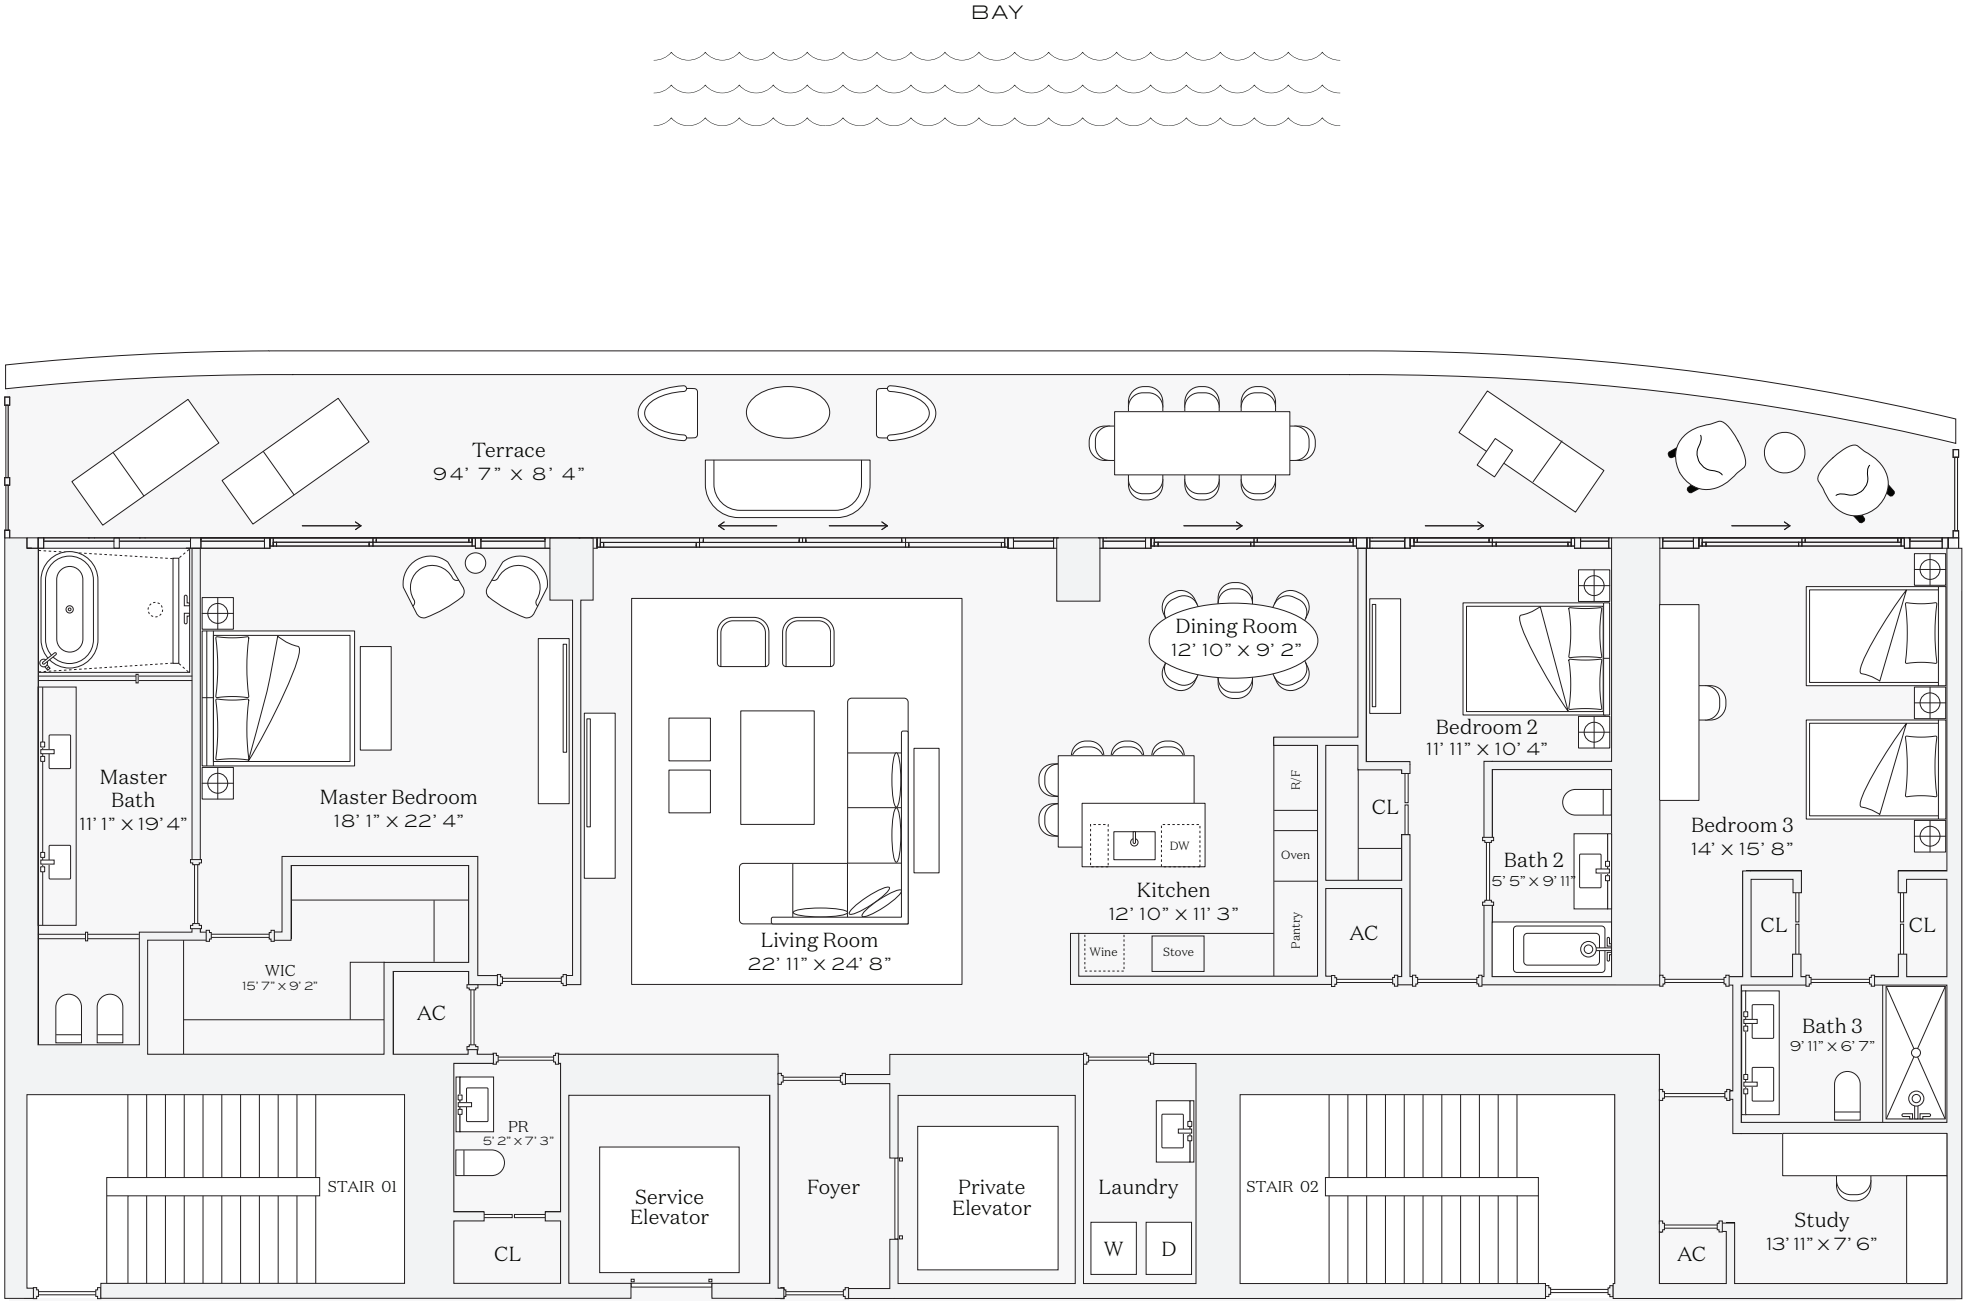 BAY
Terrace
94’ 7” X 8’ 4”
Dining Room
12’ 10” X 9’ 2”
Bedroom 2
11’ 11” X 10’ 4”
Master
Bath
11’ 1” X 19’ 4”
Master Bedroom
18’ 1” X 22’ 4”
R/F
CL
DW
Oven
Bedroom 3
14’ X 15’ 8”
Bath 2
5’ 5” X 9’ 11”
Kitchen
12’ 10” X 11’ 3”
Pantry
AC
CL
CL
Living Room
22’ 11” X 24’ 8”
Wine
Stove
WIC
15’ 7” X 9’ 2”
AC
Bath 3
9’ 11” X 6’ 7”
PR
5’ 2” X 7’ 3”
STAIR 01
Service
Elevator
Foyer
Private
Elevator
Laundry
STAIR 02
Study
13’ 11” X 7’ 6”
CL
W
D
AC